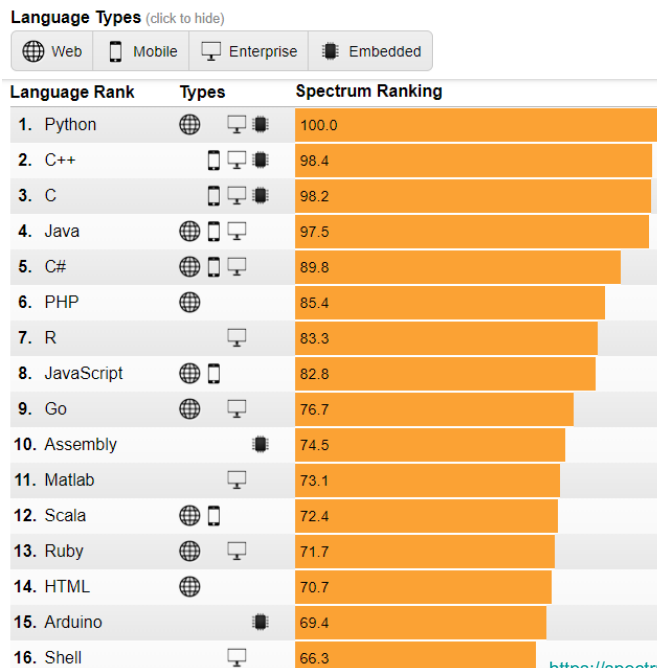 Language Types (click to hide)
Web Mobile Enterprise Embedded
Language Rank Types Spectrum Ranking
1. Python 100.0
2. C++ 98.4
3. C 98.2
4. Java 97.5
5. C# 89.8
6. PHP 85.4
7. R 83.3
8. JavaScript 82.8
9. Go 76.7
10. Assembly 74.5
11. Matlab 73.1
12. Scala 72.4
13. Ruby 71.7
14. HTML 70.7
15. Arduino 69.4
16. Shell 66.3